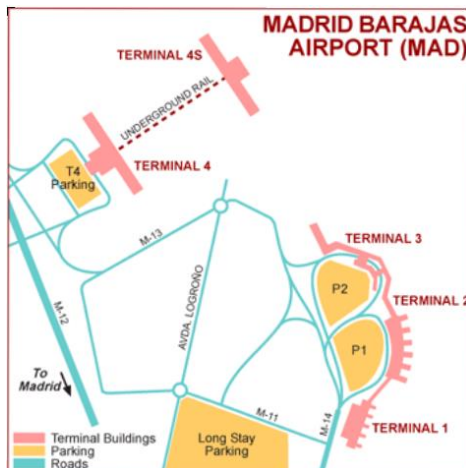 MADRID BARAJAS
AIRPORT (MAD)
TERMINAL 4S
UNDERGROUND RAIL
TERMINAL 4
T4
Parking
M-13
TERMINAL 3
AVDA. LOGROÑO
P2
TERMINAL 2
M-12
P1
To
Madrid
M-11
M-14
TERMINAL 1
Long Stay
Parking
Terminal Buildings
Parking
Roads